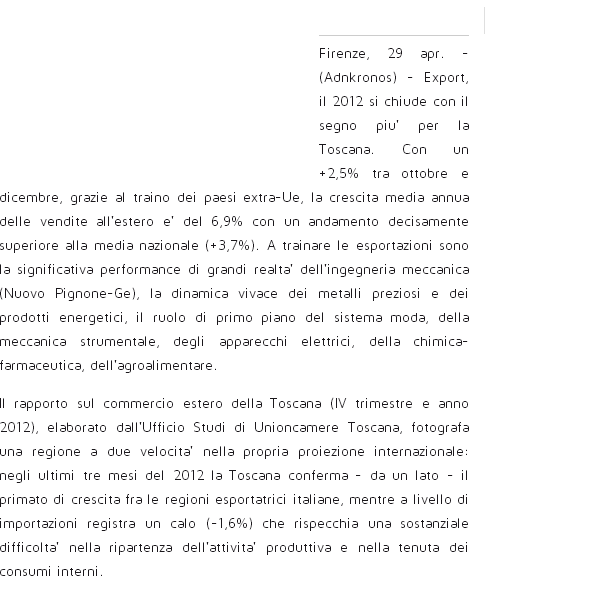 Firenze, 29 apr. -
(Adnkronos) - Export,
il 2012 si chiude con il
segno piu' per la
Toscana. Con un
+2,5% tra ottobre e
dicembre, grazie al traino dei paesi extra-Ue, la crescita media annua
delle vendite all'estero e' del 6,9% con un andamento decisamente
superiore alla media nazionale (+3,7%). A trainare le esportazioni sono
la significativa performance di grandi realta' dell'ingegneria meccanica
(Nuovo Pignone-Ge), la dinamica vivace dei metalli preziosi e dei
prodotti energetici, il ruolo di primo piano del sistema moda, della
meccanica strumentale, degli apparecchi elettrici, della chimica-
farmaceutica, dell'agroalimentare.
Il rapporto sul commercio estero della Toscana (IV trimestre e anno
2012), elaborato dall'Ufficio Studi di Unioncamere Toscana, fotografa
una regione a due velocita' nella propria proiezione internazionale:
negli ultimi tre mesi del 2012 la Toscana conferma - da un lato - il
primato di crescita fra le regioni esportatrici italiane, mentre a livello di
importazioni registra un calo (-1,6%) che rispecchia una sostanziale
difficolta' nella ripartenza dell'attivita' produttiva e nella tenuta dei
consumi interni.